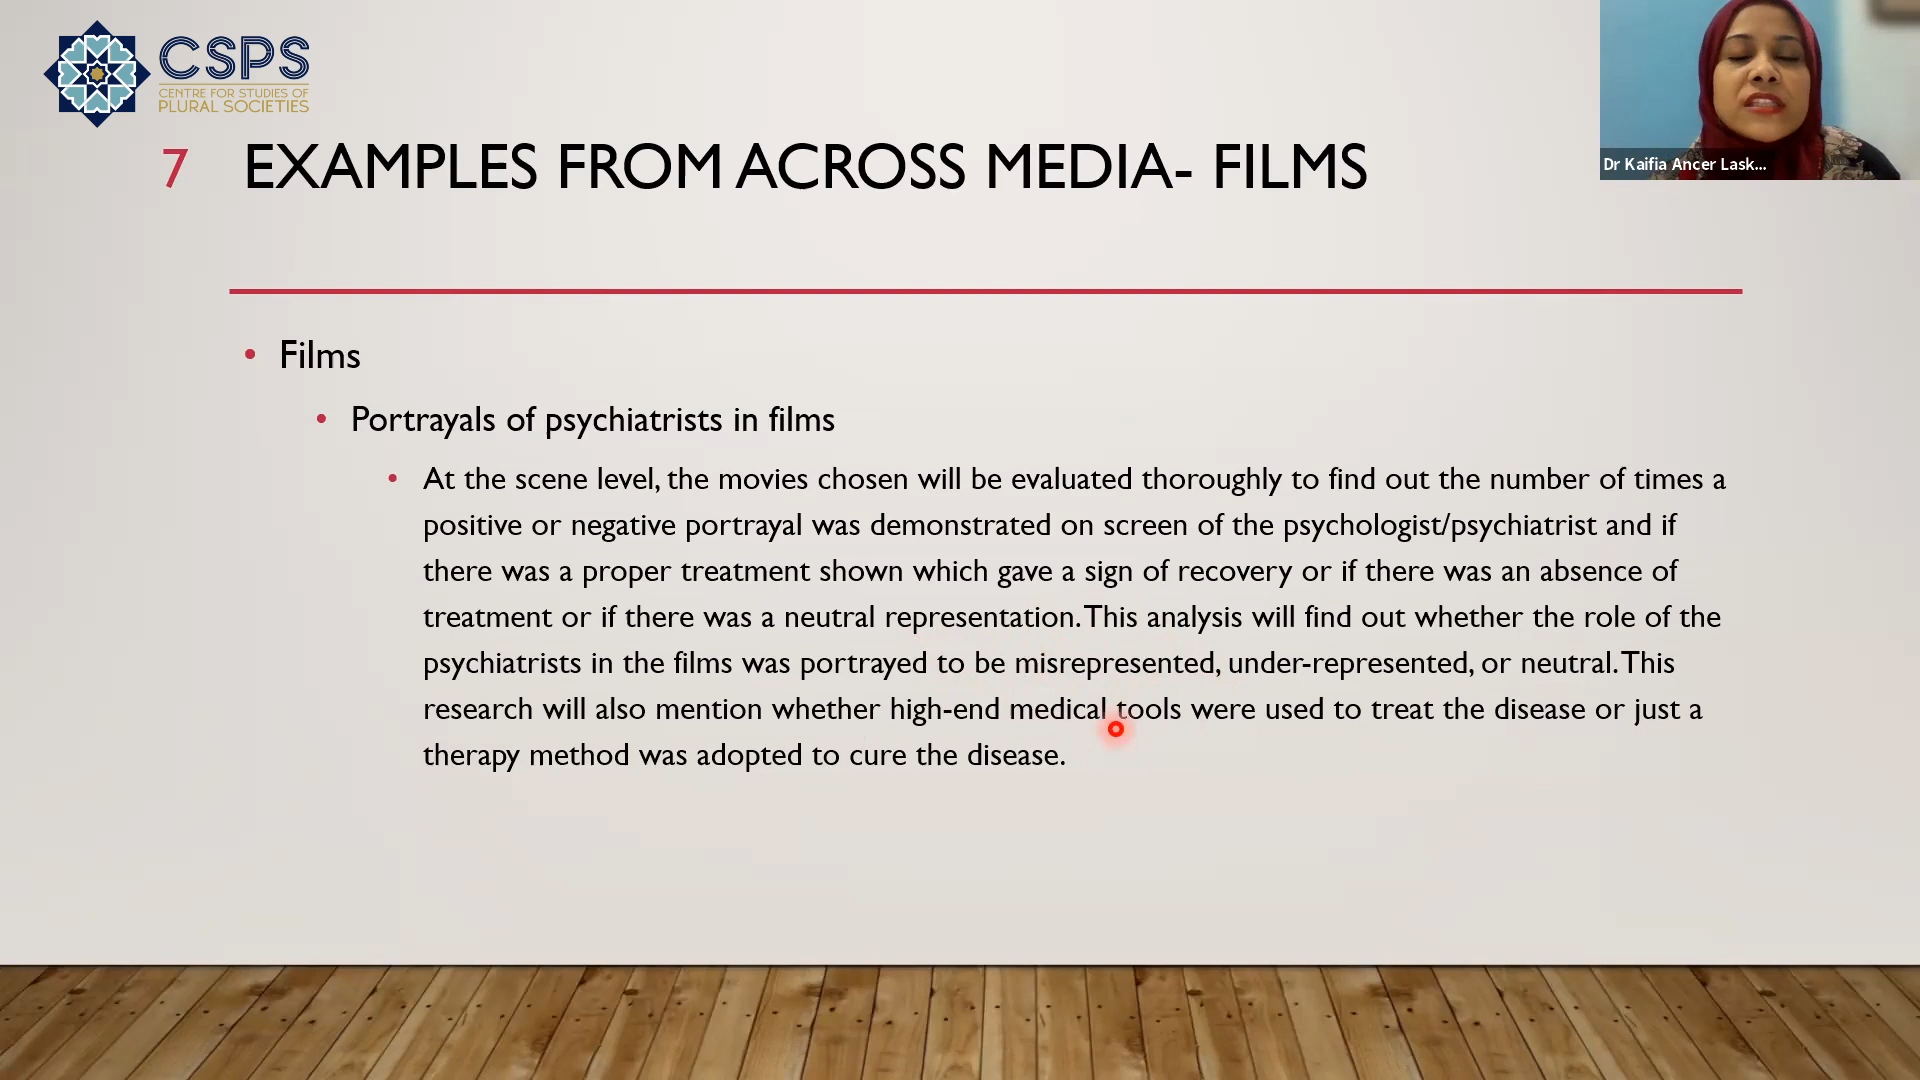 CSPS
CENTRE FOR STUDIES OF
PLURAL SOCIETIES
Dr Kaifia Ancer Lask...
7 EXAMPLES FROM ACROSS MEDIA- FILMS
• Films
• Portrayals of psychiatrists in films
• At the scene level, the movies chosen will be evaluated thoroughly to find out the number of times a
positive or negative portrayal was demonstrated on screen of the psychologist/psychiatrist and if
there was a proper treatment shown which gave a sign of recovery or if there was an absence of
treatment or if there was a neutral representation. This analysis will find out whether the role of the
psychiatrists in the films was portrayed to be misrepresented, under-represented, or neutral. This
research will also mention whether high-end medical tools were used to treat the disease or just a
therapy method was adopted to cure the disease.